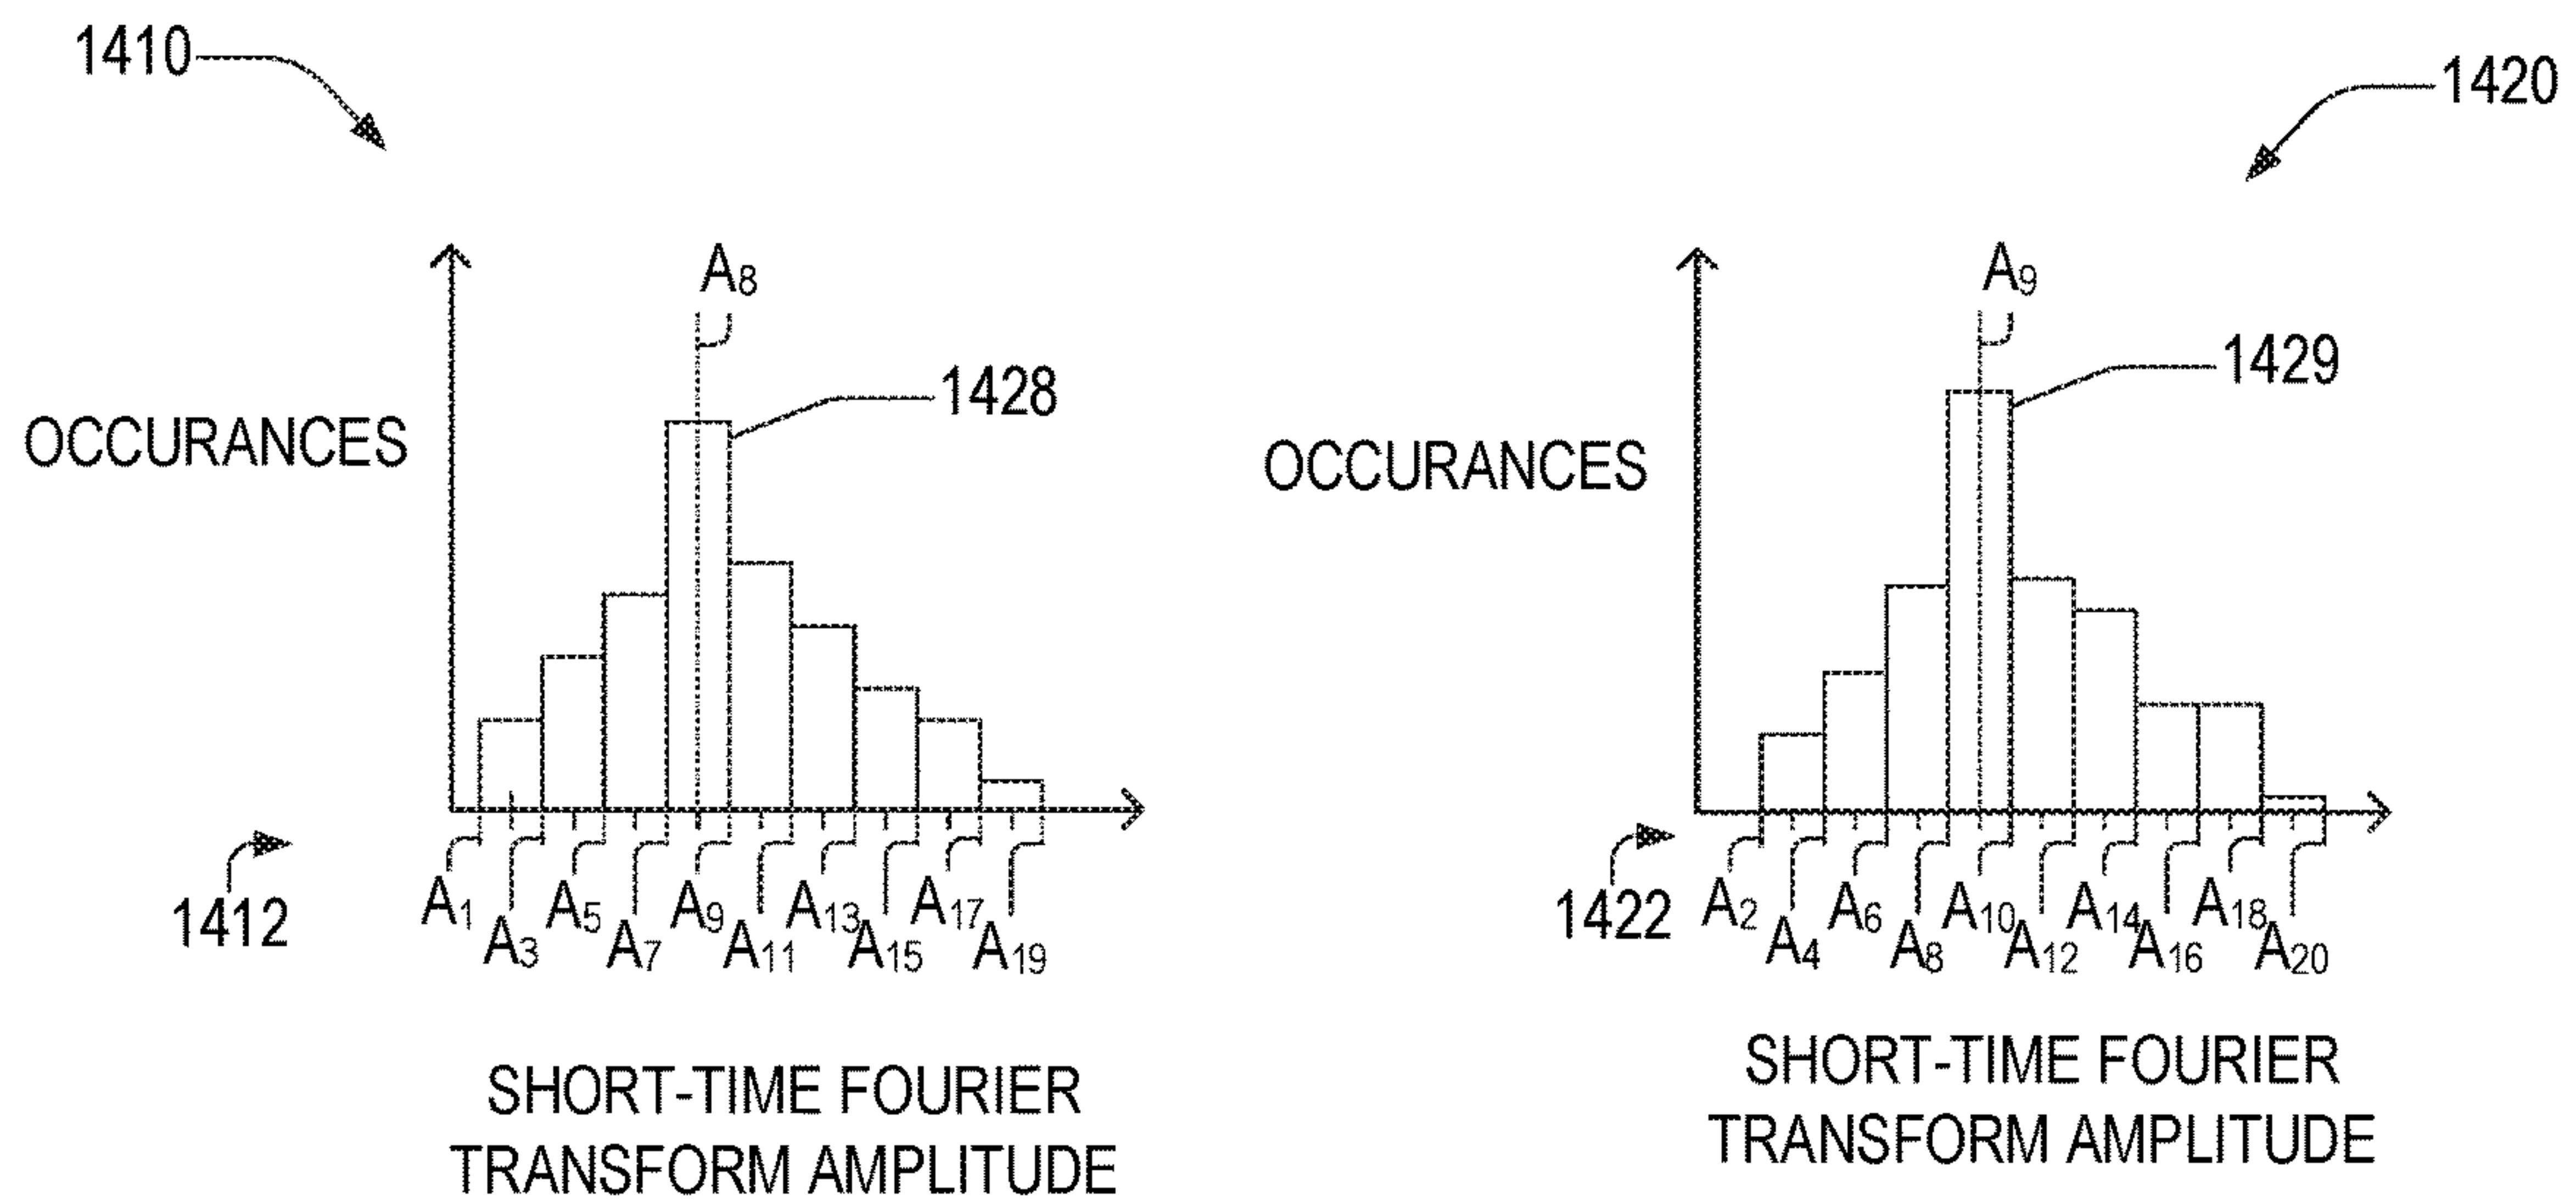 1410
1420
A8
A9
1428
1429
OCCURANCES
OCCURANCES
A1 A3 A5 A7 A9 A11 A13 A15 A17 A19
1412
A2 A4 A6 A8 A10 A12 A14 A16 A18 A20
1422
SHORT-TIME FOURIER
TRANSFORM AMPLITUDE
SHORT-TIME FOURIER
TRANSFORM AMPLITUDE